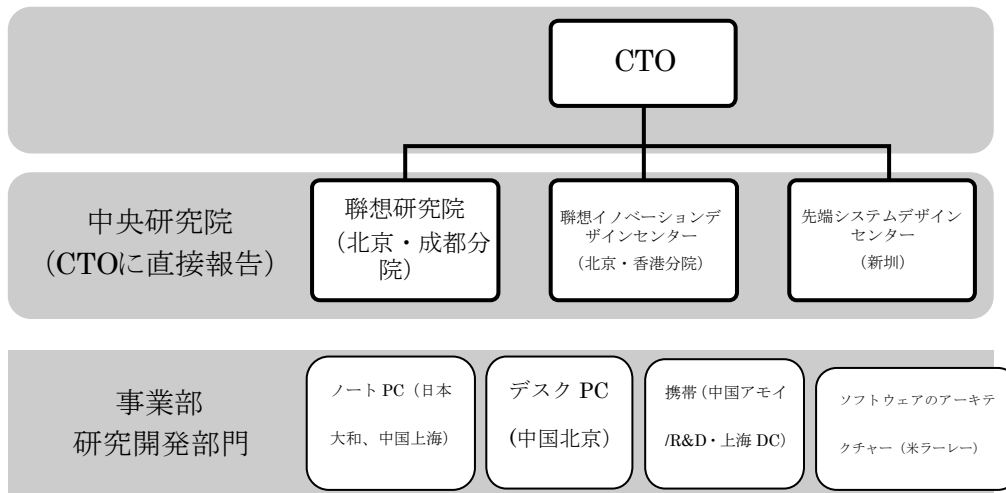 CTO
中央研究院
（CTOに直接報告）
聯想研究院
（北京・成都分
院）
聯想イノベーションデ
ザインセンター
（北京・香港分院）
先端システムデザイン
センター
（新圳）
事業部
研究開発部門
ノート PC（日本
大和、中国上海）
デスク PC
(中国北京）
携帯（中国アモイ
/R&D・上海 DC）
ソフトウェアのアーキテ
クチャー（米ラーレー）